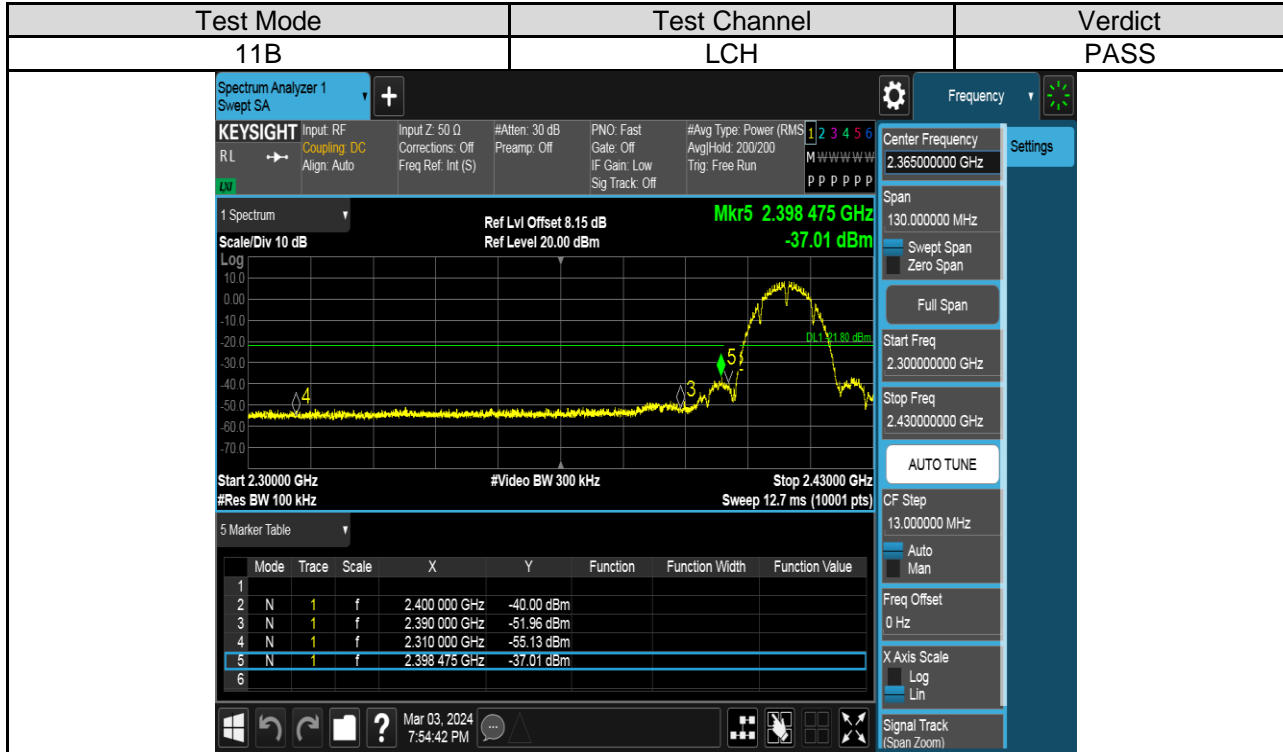 Test Mode Test Channel Verdict
11B LCH PASS
Spectrum Analyzer 1
Swept SA
Frequency
KEYSIGHT Input: RF Input Z: 50 Ω #Atten: 30 dB PNO: Fast #Avg Type: Power (RMS 1 2 3 4 5 6
RL Coupling: DC Corrections: Off Preamp: Off Gate: Off Avg|Hold: 200/200 M W W W W W
Align: Auto Freq Ref: Int (S) IF Gain: Low Trig: Free Run
LXI Sig Track: Off P P P P P P
1 Spectrum
Ref Lvl Offset 8.15 dB Mkr5 2.398 475 GHz
Scale/Div 10 dB Ref Level 20.00 dBm -37.01 dBm
Log
10.0
0.00
-10.0
-20.0
DL1 -21.80 dBm
-30.0
-40.0
-50.0
-60.0
-70.0
4
3
5
Start 2.30000 GHz #Video BW 300 kHz Stop 2.43000 GHz
#Res BW 100 kHz Sweep 12.7 ms (10001 pts)
5 Marker Table
Mode Trace Scale X Y Function Function Width Function Value
1
2 N 1 f 2.400 000 GHz -40.00 dBm
3 N 1 f 2.390 000 GHz -51.96 dBm
4 N 1 f 2.310 000 GHz -55.13 dBm
5 N 1 f 2.398 475 GHz -37.01 dBm
6
Mar 03, 2024
7:54:42 PM
?
Center Frequency
2.365000000 GHz
Settings
Span
130.000000 MHz
Swept Span
Zero Span
Full Span
Start Freq
2.300000000 GHz
Stop Freq
2.430000000 GHz
AUTO TUNE
CF Step
13.000000 MHz
Auto
Man
Freq Offset
0 Hz
X Axis Scale
Log
Lin
Signal Track
(Span Zoom)